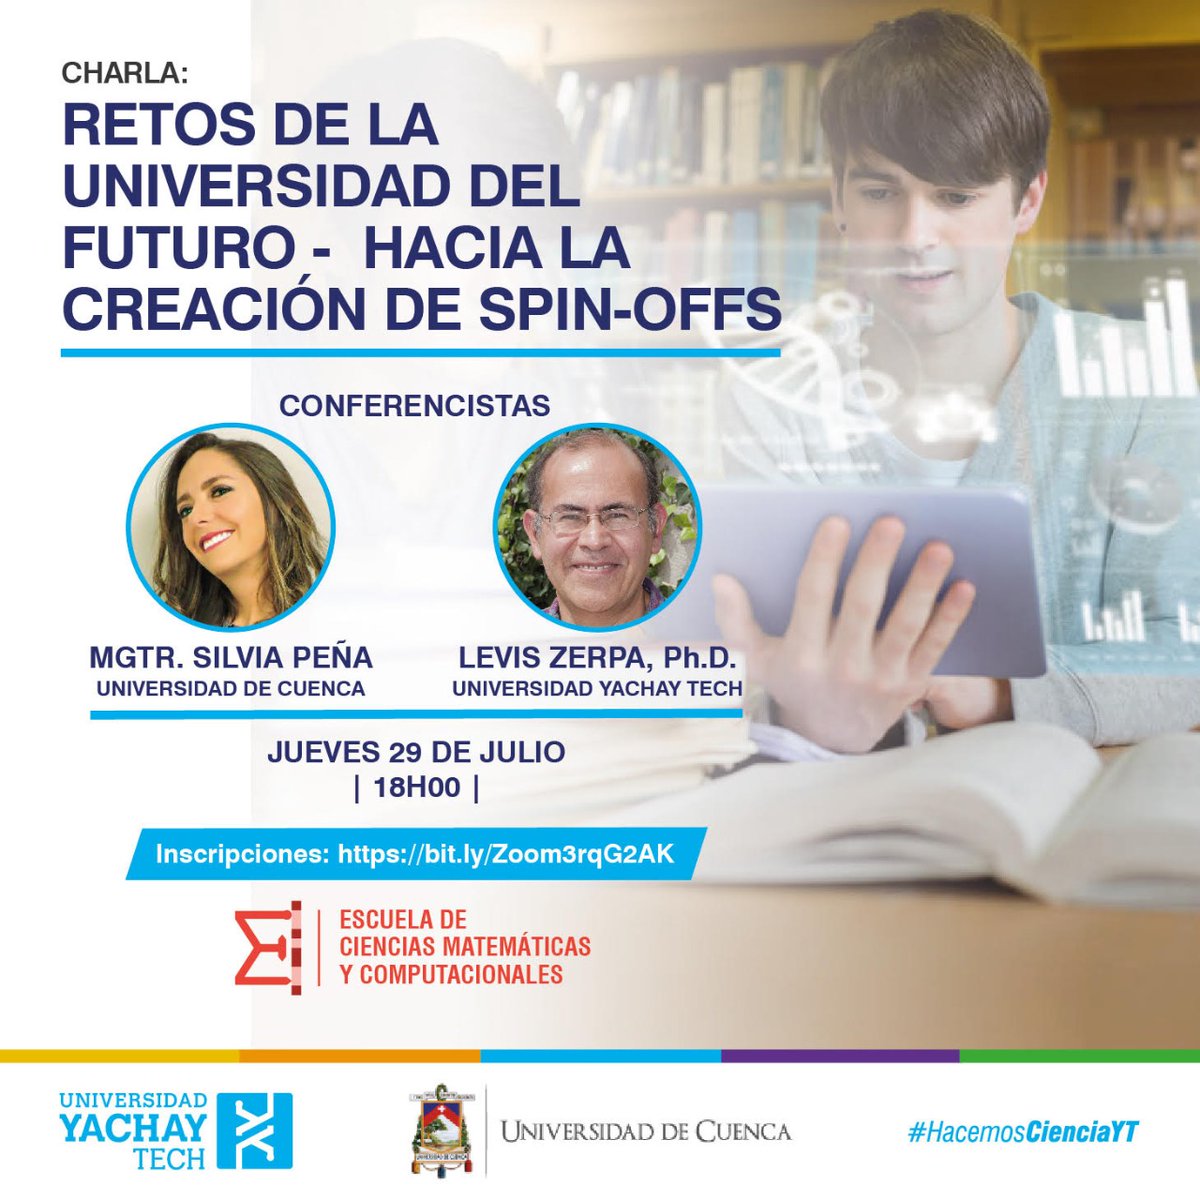 CHARLA:
RETOS DE LA
UNIVERSIDAD DEL
FUTURO - HACIA LA
CREACIÓN DE SPIN-OFFS
CONFERENCISTAS
MGTR. SILVIA PEÑA
UNIVERSIDAD DE CUENCA
LEVIS ZERPA, Ph.D.
UNIVERSIDAD YACHAY TECH
JUEVES 29 DE JULIO
| 18H00 |
Inscripciones: https://bit.ly/Zoom3rqG2AK
ESCUELA DE
CIENCIAS MATEMÁTICAS
Y COMPUTACIONALES
UNIVERSIDAD
YACHAY
TECH
UNIVERSIDAD DE CUENCA
#HacemosCienciaYT